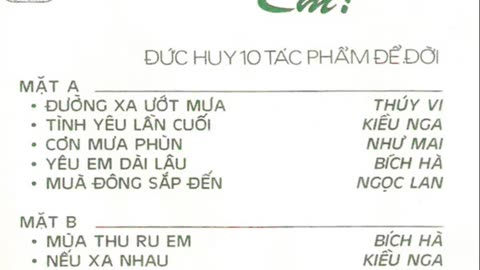 Em!
ĐỨC HUY 10 TÁC PHẨM ĐỂ ĐỜI
MẶT A
• ĐƯỜNG XA ƯỚT MƯA THÚY VI
• TÌNH YÊU LẦN CUỐI KIỀU NGA
• CƠN MƯA PHÙN NHƯ MAI
• YÊU EM DÀI LÂU BÍCH HÀ
• MUÀ ĐÔNG SẮP ĐẾN NGỌC LAN
MẶT B
• MÙA THU RU EM BÍCH HÀ
• NẾU XA NHAU KIỀU NGA